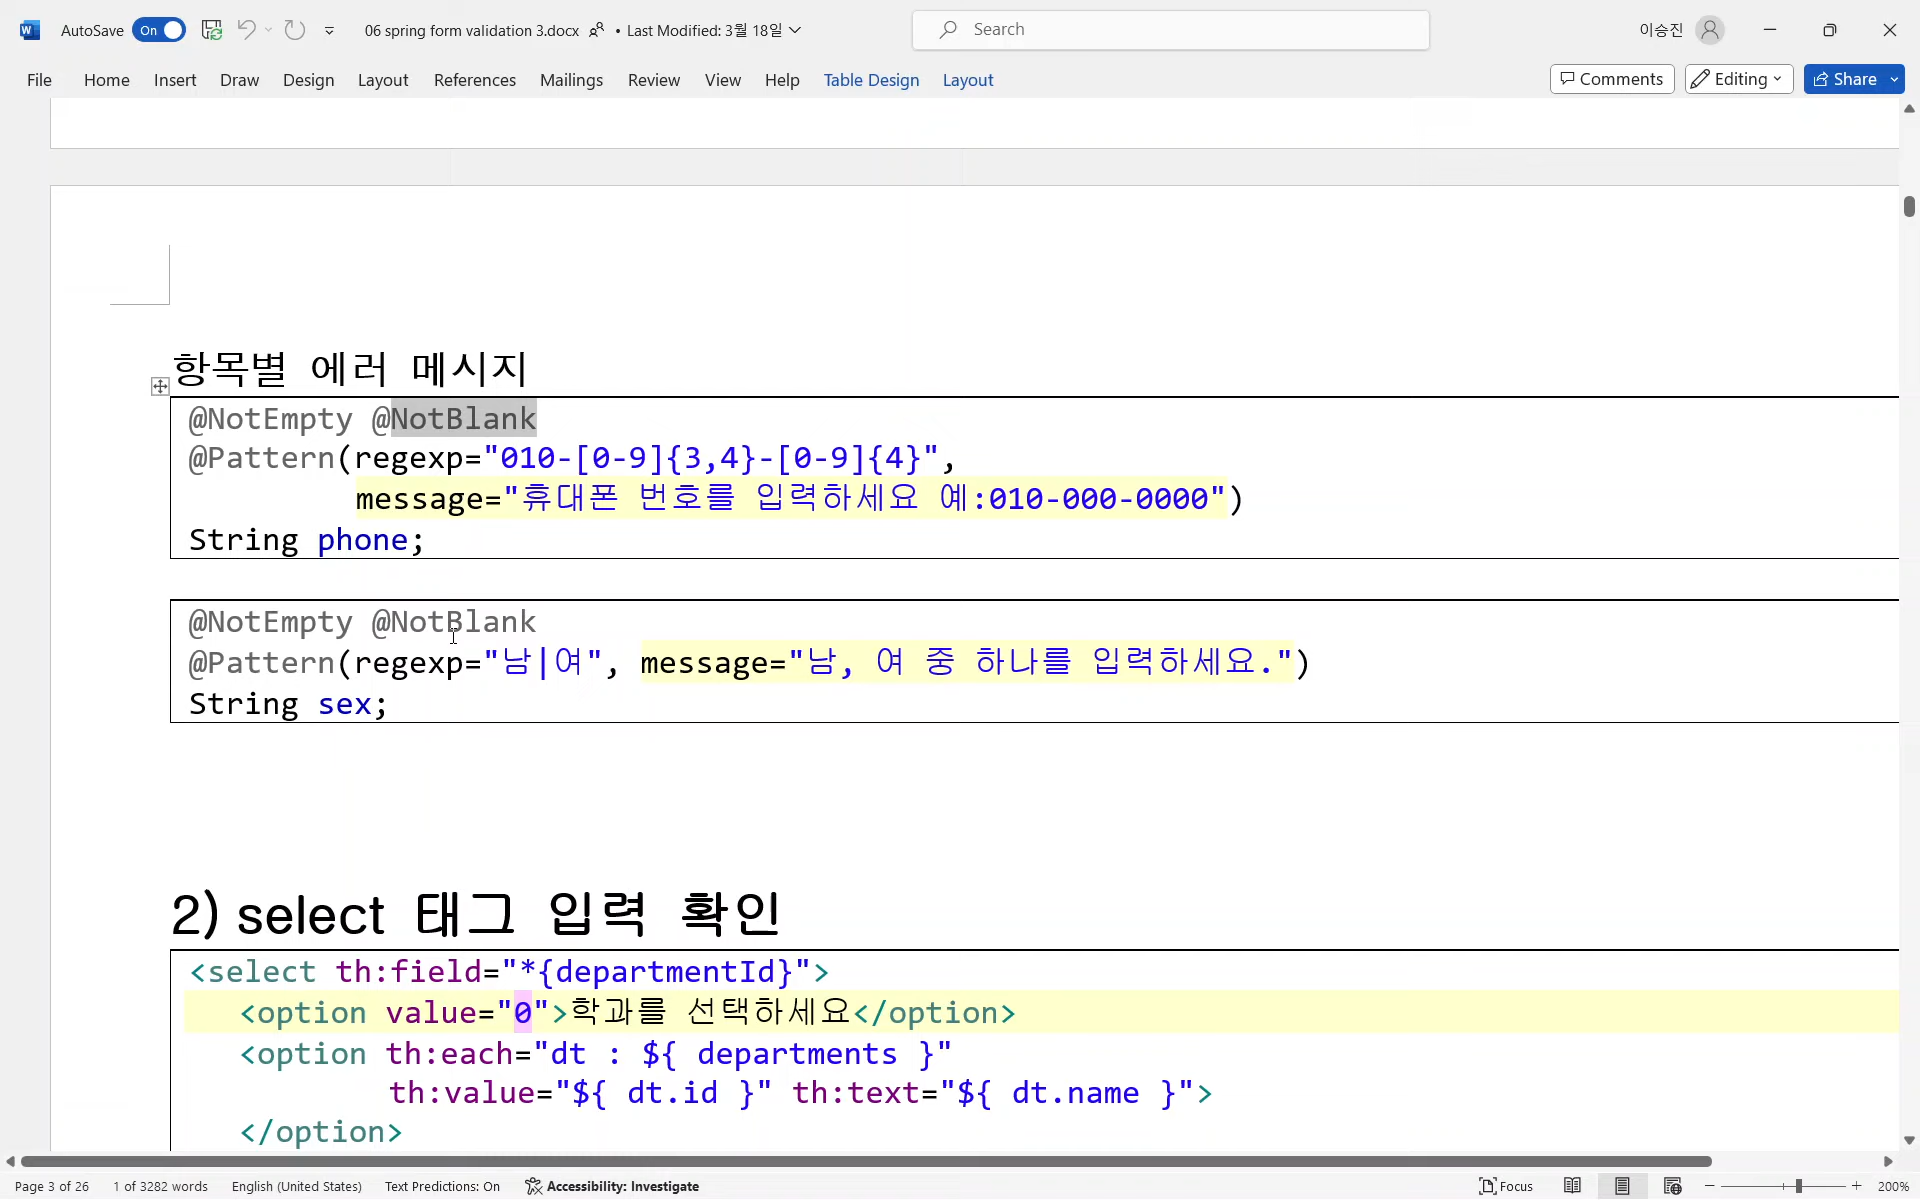 AutoSave On 06 spring form validation 3.docx • Last Modified: 3월 18일 Search 이승진
File Home Insert Draw Design Layout References Mailings Review View Help Table Design Layout Comments Editing Share
항목별 에러 메시지
@NotEmpty @NotBlank
@Pattern(regexp="010-[0-9]{3,4}-[0-9]{4}",
message="휴대폰 번호를 입력하세요 예:010-000-0000")
String phone;
@NotEmpty @NotBlank
@Pattern(regexp="남|여", message="남, 여 중 하나를 입력하세요.")
String sex;
2) select 태그 입력 확인
<select th:field="*{departmentId}">
<option value="0">학과를 선택하세요</option>
<option th:each="dt : ${ departments }"
th:value="${ dt.id }" th:text="${ dt.name }">
</option>
Page 3 of 26 1 of 3282 words English (United States) Text Predictions: On Accessibility: Investigate Focus 200%